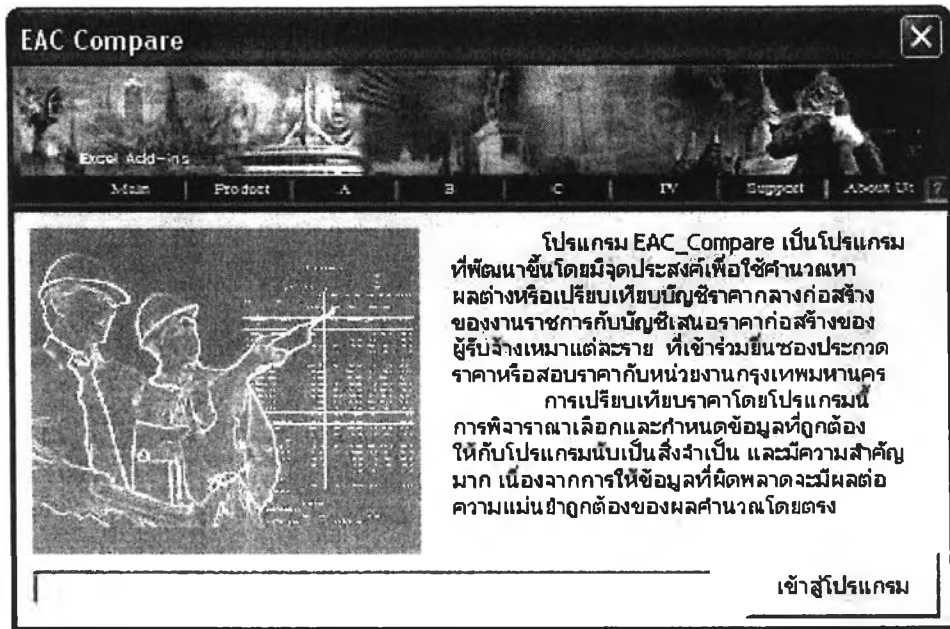 EAC Compare
Excel Add-ins
Main Product A B C IV Support About Us ?
โปรแกรม EAC_Compare เป็นโปรแกรม
ที่พัฒนาขึ้นโดยมีจุดประสงค์เพื่อใช้คำนวณหา
ผลต่างหรือเปรียบเทียบบัญชีราคากลางก่อสร้าง
ของงานราชการกับบัญชีเสนอราคาก่อสร้างของ
ผู้รับจ้างเหมาแต่ละราย ที่เข้าร่วมยื่นซองประกวด
ราคาหรือสอบราคากับหน่วยงานกรุงเทพมหานคร
การเปรียบเทียบราคาโดยโปรแกรมนี้
การพิจาราณาเลือกและกำหนดข้อมูลที่ถูกต้อง
ให้กับโปรแกรมนับเป็นสิ่งจำเป็น และมีความสำคัญ
มาก เนื่องจากการให้ข้อมูลที่ผิดพลาดจะมีผลต่อ
ความแม่นยำถูกต้องของผลคำนวณโดยตรง
เข้าสู่โปรแกรม